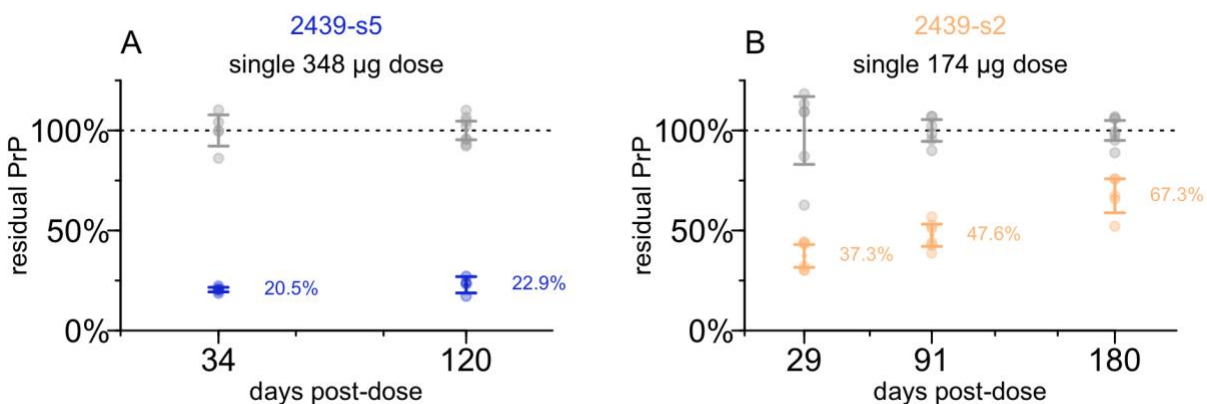 A
2439-s5
single 348 µg dose
residual PrP
100%
50%
0%
20.5%
22.9%
34
120
days post-dose
B
2439-s2
single 174 µg dose
residual PrP
100%
50%
0%
37.3%
47.6%
67.3%
29
91
180
days post-dose